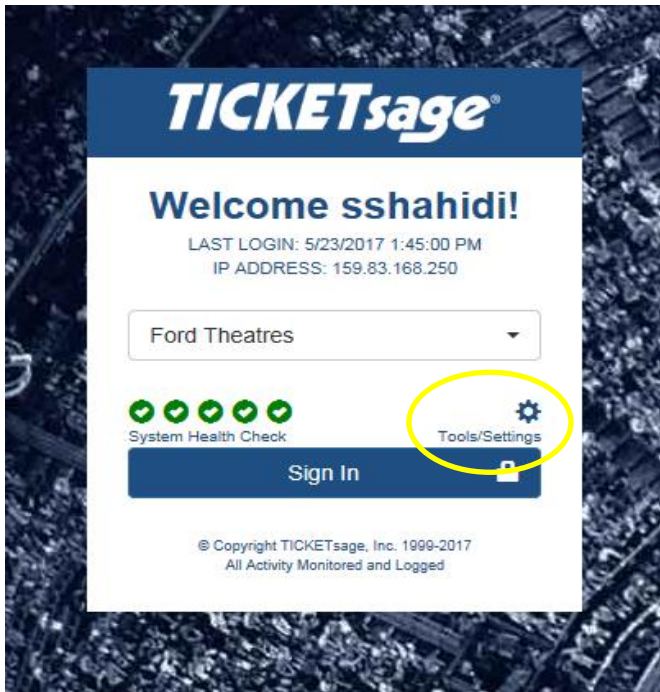 TICKETsage®
Welcome sshahidi!
LAST LOGIN: 5/23/2017 1:45:00 PM
IP ADDRESS: 159.83.168.250
Ford Theatres
System Health Check
Tools/Settings
Sign In
© Copyright TICKETsage, Inc. 1999-2017
All Activity Monitored and Logged